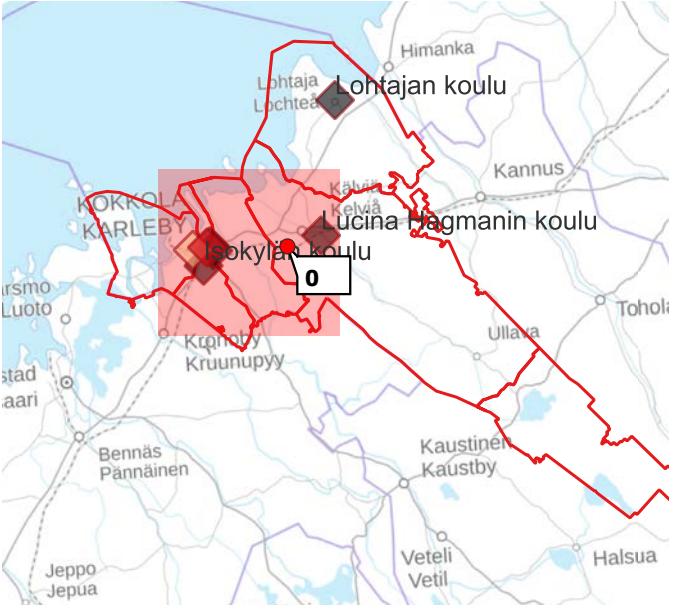 Himanka
Lohtaja
Lohtajan koulu
Lochteå
Kannus
Kälviä
KOKKOLA
Kelviå
KARLEBY
Lucina Hagmanin koulu
Isokylän koulu
0
Luoto
Ullava
Kronoby
Kruunupyy
Kaustinen
Kaustby
Bennäs
Pännäinen
Veteli
Vetil
Halsua
Jeppo
Jepua